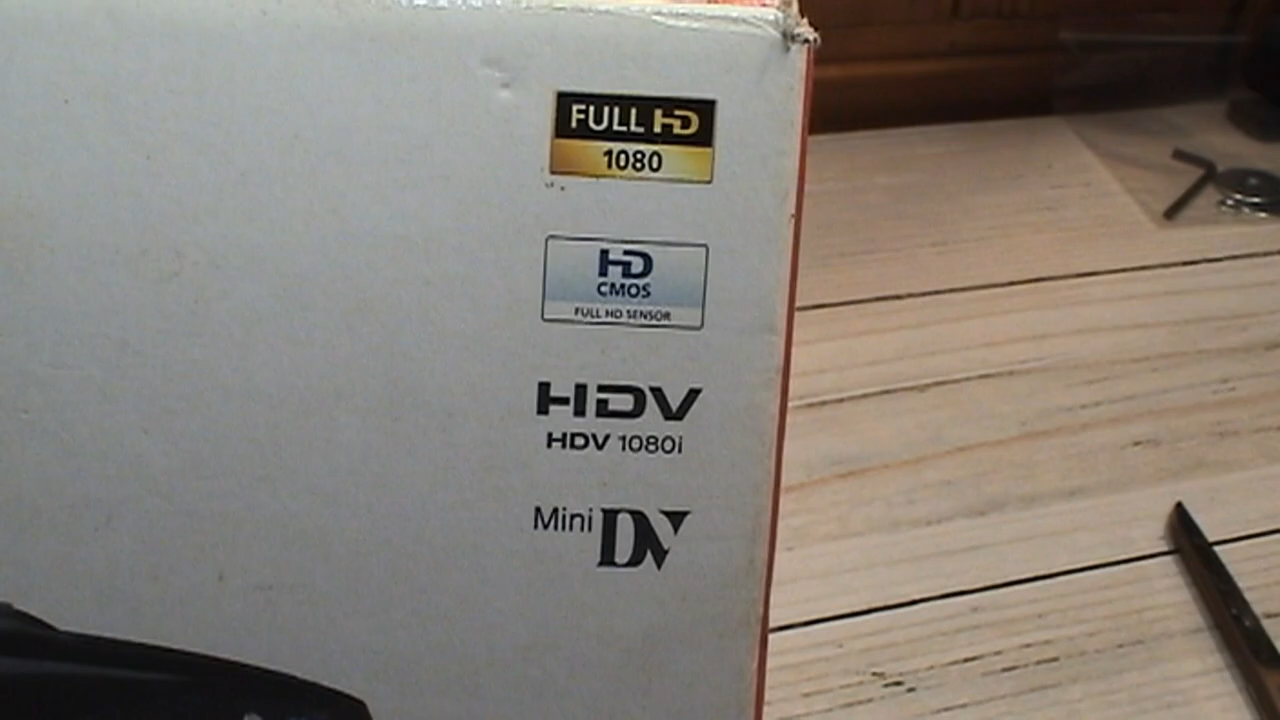 FULL HD
1080
HD
CMOS
FULL HD SENSOR
HDV
HDV 1080i
Mini DV